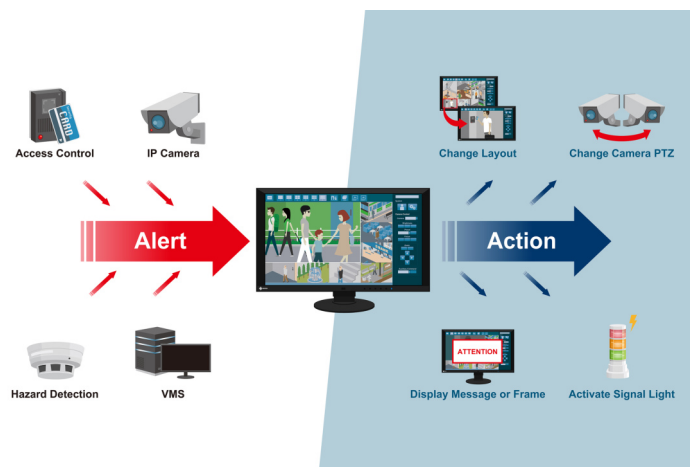 Access Control
IP Camera
Change Layout
Change Camera PTZ
Alert
Action
CARD
ATTENTION
Hazard Detection
VMS
Display Message or Frame
Activate Signal Light